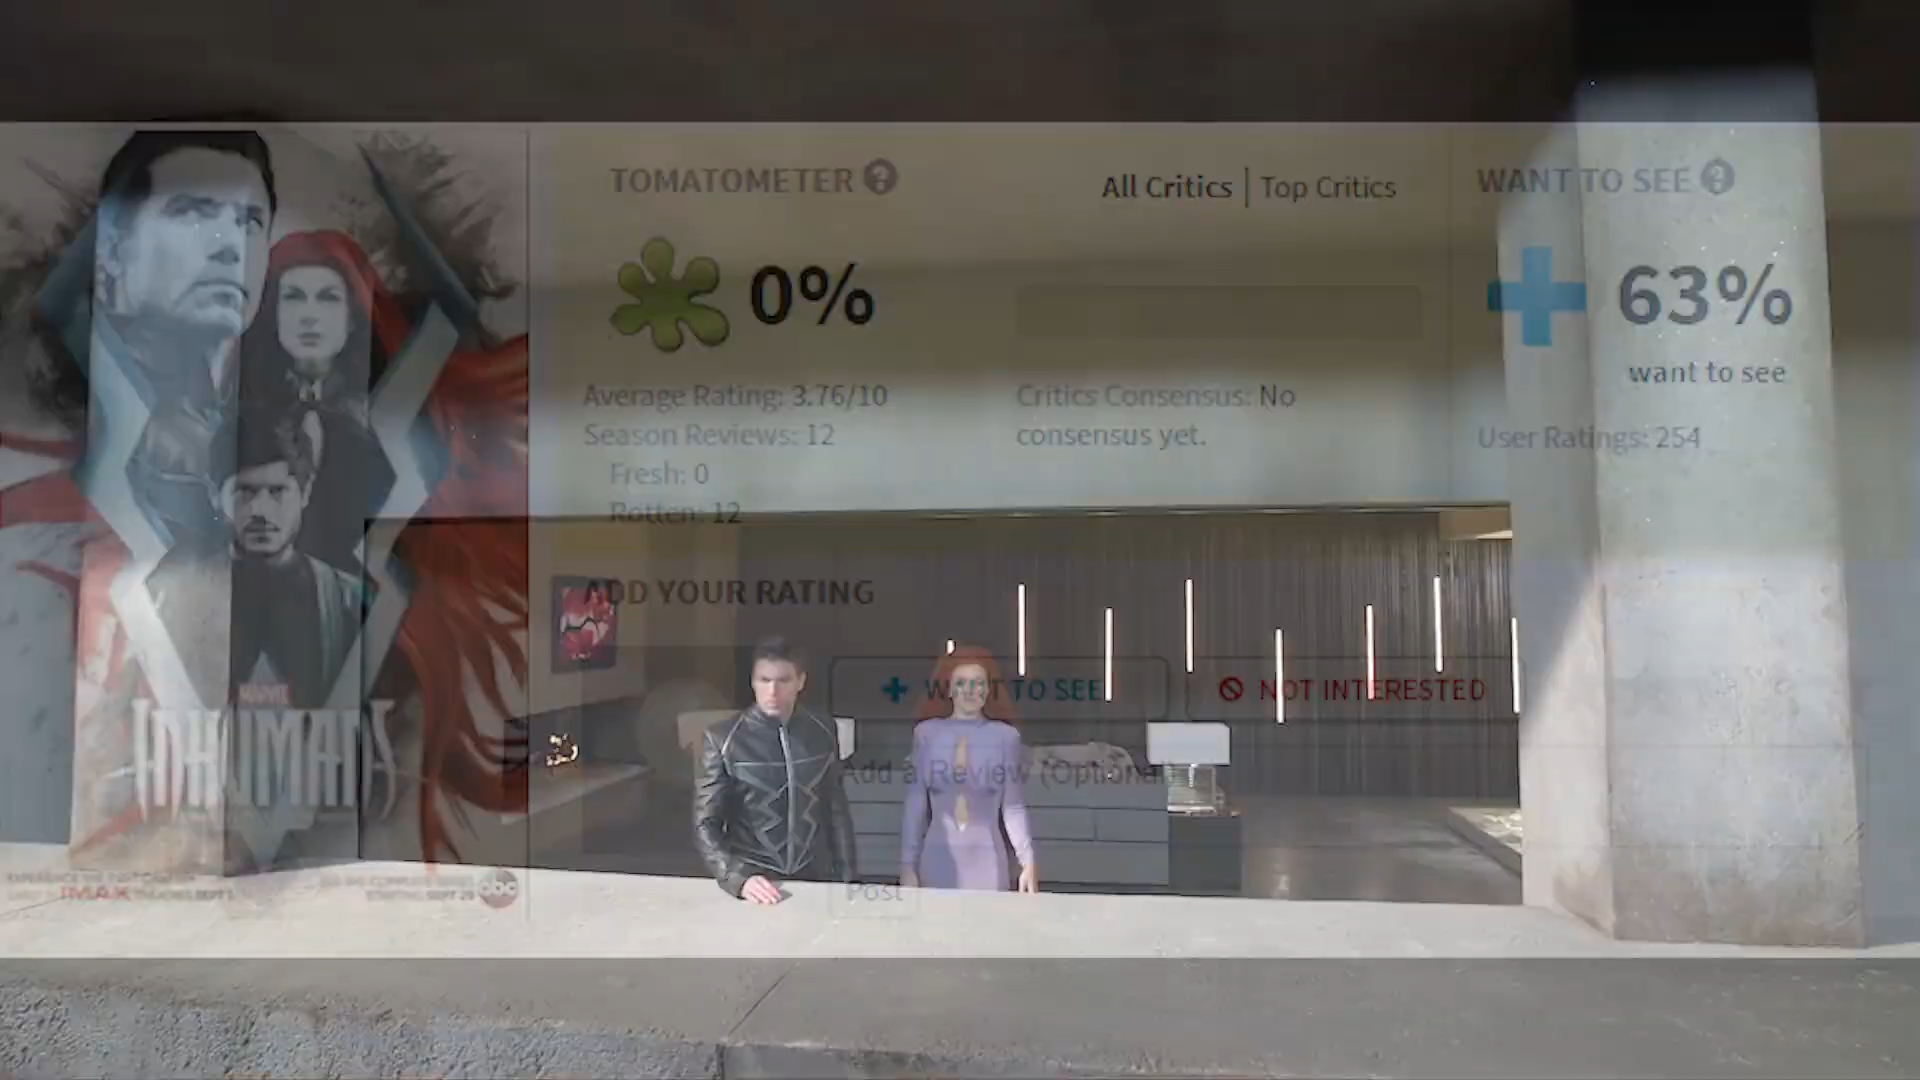 TOMATOMETER
All Critics | Top Critics
WANT TO SEE
0%
63%
want to see
Average Rating: 3.76/10
Season Reviews: 12
Fresh: 0
Rotten: 12
Critics Consensus: No
consensus yet.
User Ratings: 254
ADD YOUR RATING
WANT TO SEE
NOT INTERESTED
Add a Review (Optional)
Post
MARVEL
INHUMANS
IMAX
abc